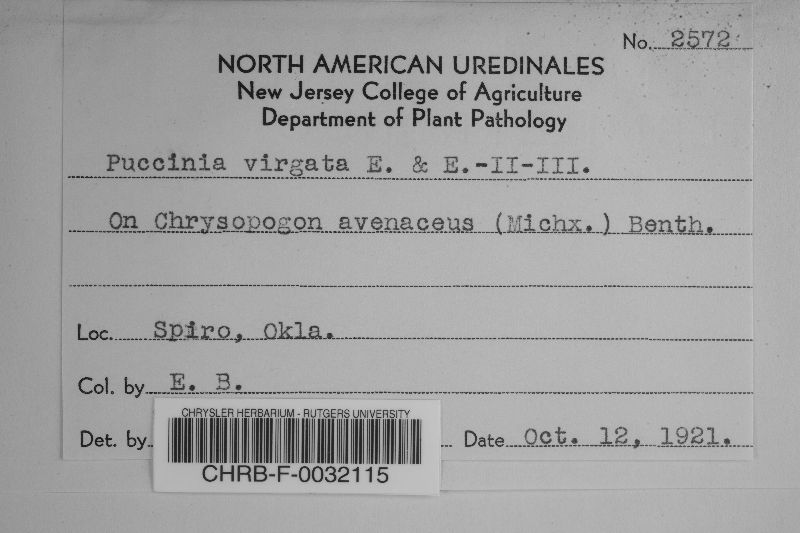 No. 2572
NORTH AMERICAN UREDINALES
New Jersey College of Agriculture
Department of Plant Pathology
Puccinia virgata E. & E.-II-III.
On Chrysopogon avenaceus (Michx.) Benth.
Loc. Spiro, Okla.
Col. by E. B.
Det. by
Date Oct. 12, 1921.
CHRYSLER HERBARIUM - RUTGERS UNIVERSITY
CHRB-F-0032115